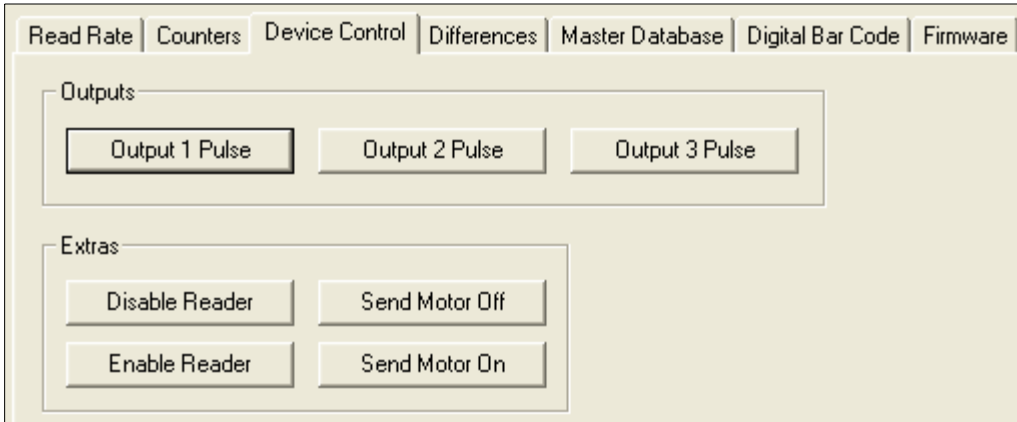 Read Rate Counters Device Control Differences Master Database Digital Bar Code Firmware
Outputs
Output 1 Pulse Output 2 Pulse Output 3 Pulse
Extras
Disable Reader Send Motor Off
Enable Reader Send Motor On